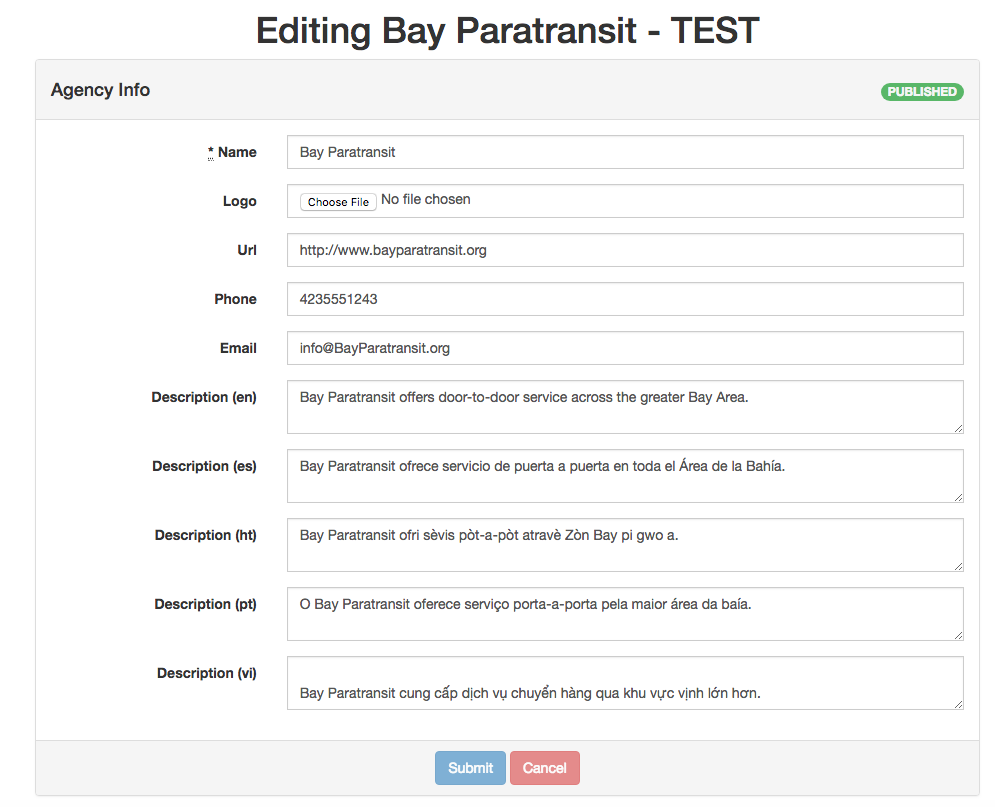 Editing Bay Paratransit - TEST
Agency Info PUBLISHED
* Name Bay Paratransit
Logo Choose File No file chosen
Url http://www.bayparatransit.org
Phone 4235551243
Email info@BayParatransit.org
Description (en) Bay Paratransit offers door-to-door service across the greater Bay Area.
Description (es) Bay Paratransit ofrece servicio de puerta a puerta en toda el Área de la Bahía.
Description (ht) Bay Paratransit ofri sèvis pòt-a-pòt atravè Zòn Bay pi gwo a.
Description (pt) O Bay Paratransit oferece serviço porta-a-porta pela maior área da baía.
Description (vi)
Bay Paratransit cung cấp dịch vụ chuyển hàng qua khu vực vịnh lớn hơn.
Submit Cancel